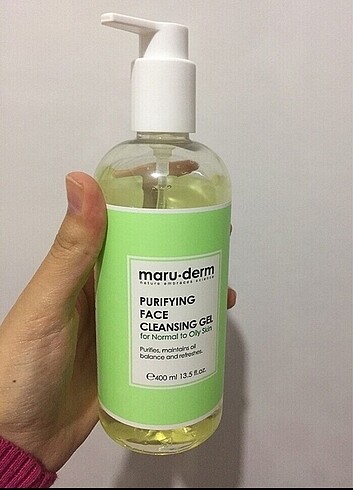 maru·derm
nature embraces science
PURIFYING
FACE
CLEANSING GEL
for Normal to Oily Skin
Purifies, maintains oil
balance and refreshes.
℮400 ml 13.5 fl.oz.